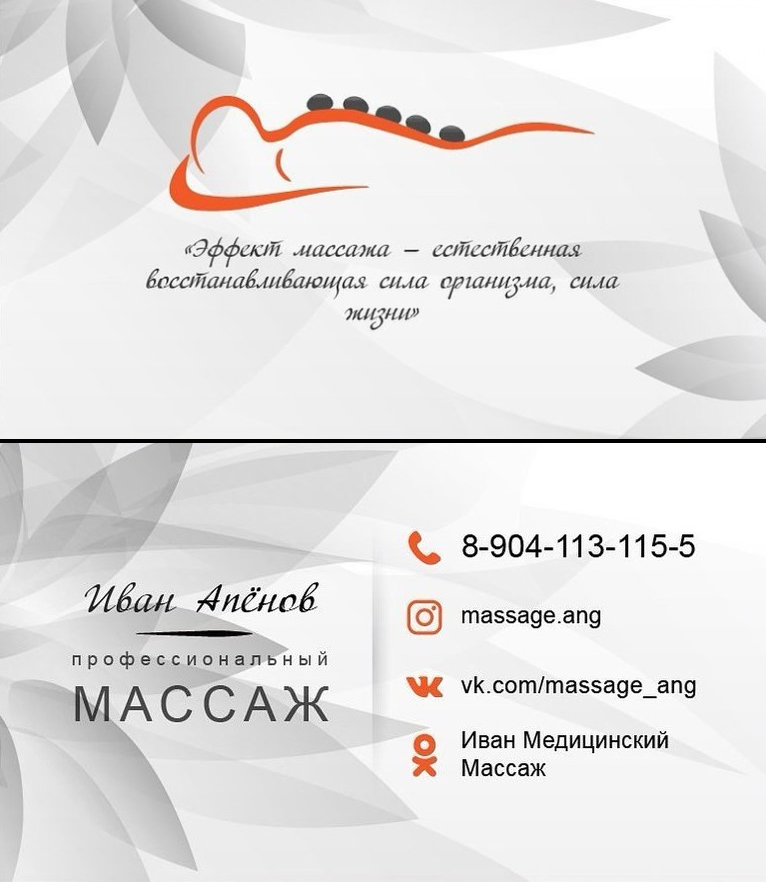 «Эффект массажа – естественная
восстанавливающая сила организма, сила
жизни»
Иван Апёнов
профессиональный
МАССАЖ
8-904-113-115-5
massage.ang
vk.com/massage_ang
Иван Медицинский
Массаж